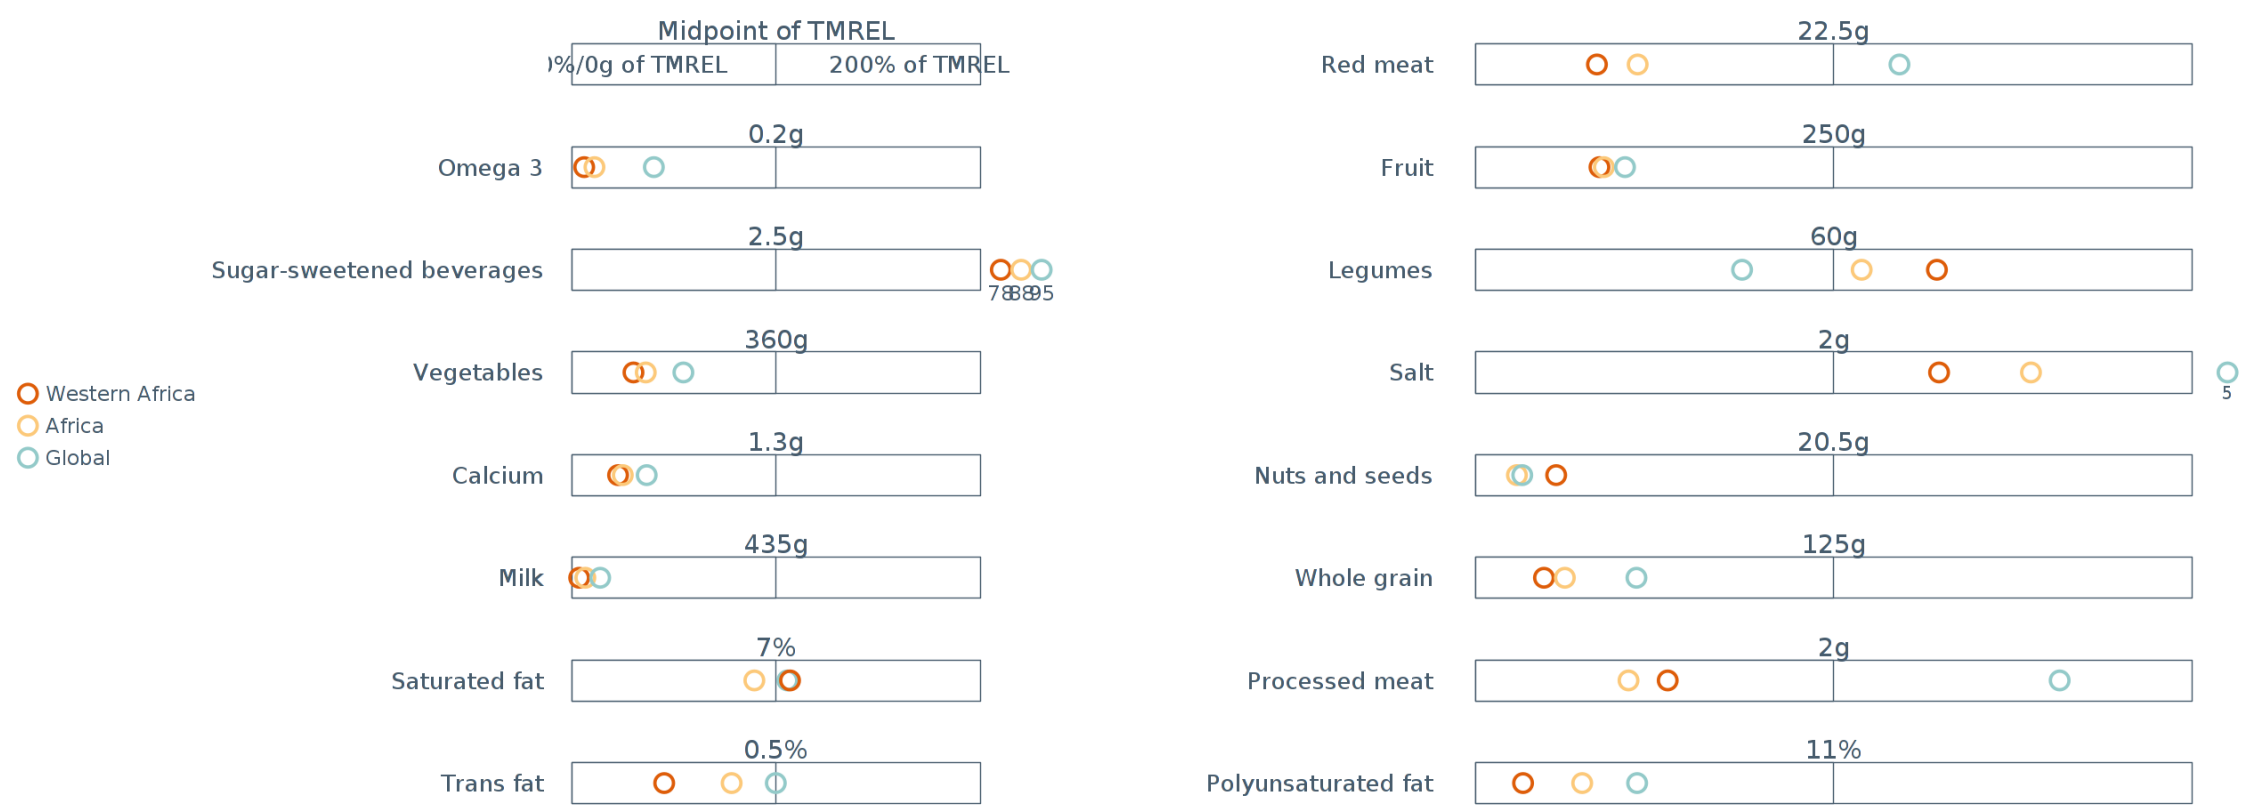 Midpoint of TMREL
%/0g of TMREL 200% of TMREL
Omega 3
0.2g
Sugar-sweetened beverages
2.5g
78 88 95
Vegetables
360g
Calcium
1.3g
Milk
435g
Saturated fat
7%
Trans fat
0.5%
Western Africa
Africa
Global
Red meat
22.5g
Fruit
250g
Legumes
60g
Salt
2g
5
Nuts and seeds
20.5g
Whole grain
125g
Processed meat
2g
Polyunsaturated fat
11%